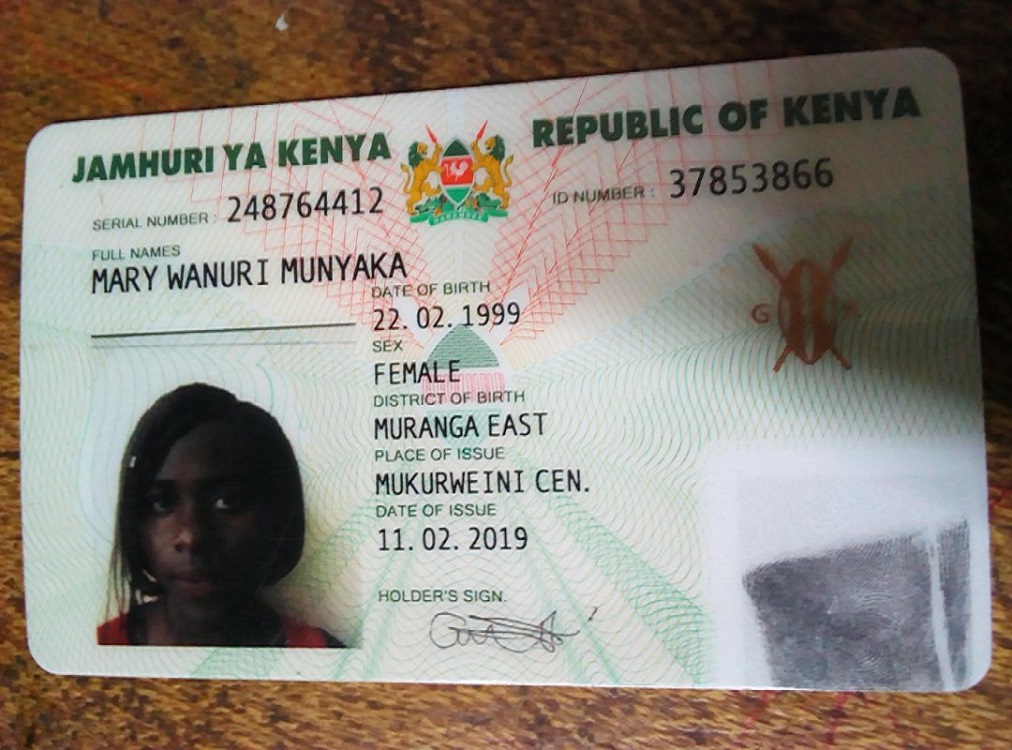 JAMHURI YA KENYA
REPUBLIC OF KENYA
SERIAL NUMBER : 248764412
ID NUMBER : 37853866
FULL NAMES
MARY WANURI MUNYAKA
DATE OF BIRTH
22.02.1999
SEX
FEMALE
DISTRICT OF BIRTH
MURANGA EAST
PLACE OF ISSUE
MUKURWEINI CEN.
DATE OF ISSUE
11.02.2019
HOLDER'S SIGN.
G K